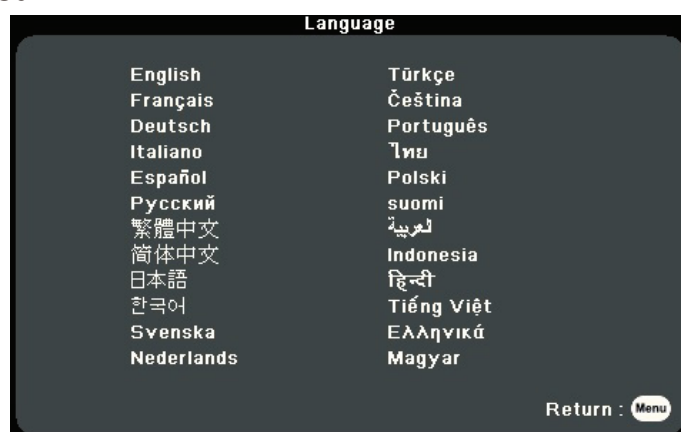 Language
English
Français
Deutsch
Italiano
Español
Русский
繁體中文
简体中文
日本語
한국어
Svenska
Nederlands
Türkçe
Čeština
Português
ไทย
Polski
suomi
العربية
Indonesia
हिन्दी
Tiếng Việt
Ελληνικά
Magyar
Return : Menu